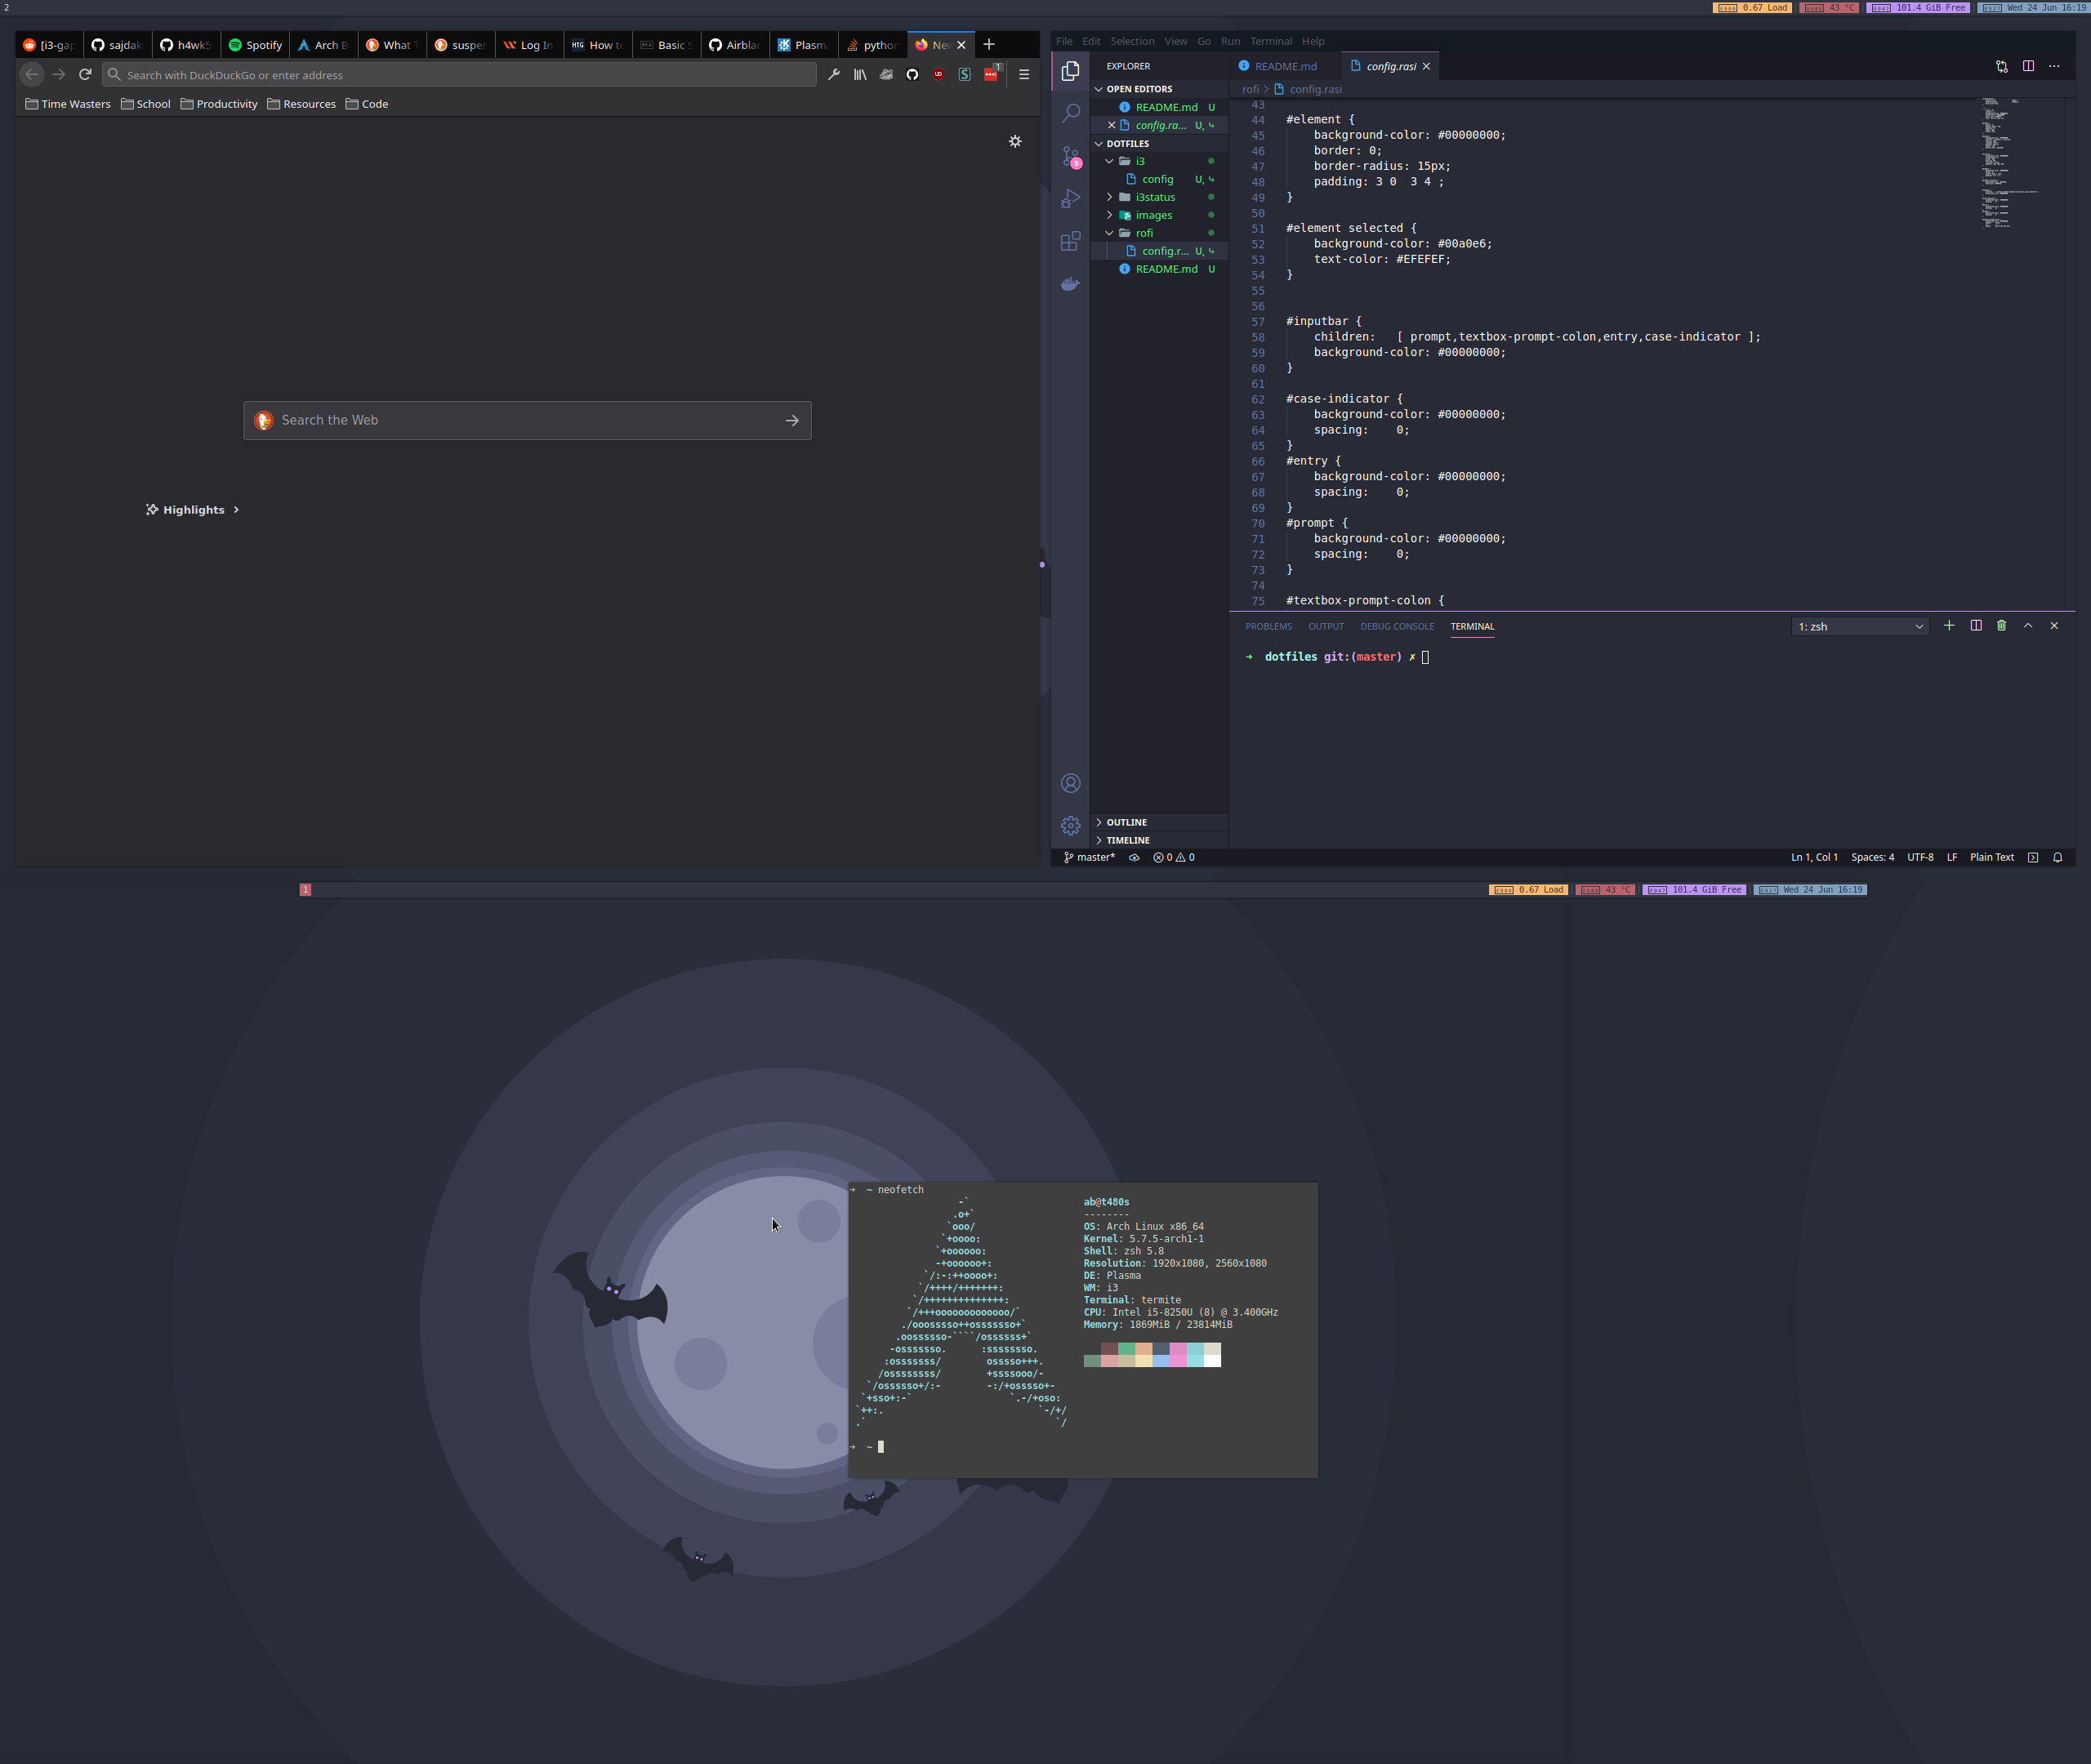 2
0.67 Load
43 °C
101.4 GiB Free
Wed 24 Jun 16:19
[i3-ga
sajdak
h4wk
Spotify
Arch B
What
suspe
Log In
How to
Basic S
Airbla
Plasm
python
New
Search with DuckDuckGo or enter address
1
Time Wasters
School
Productivity
Resources
Code
Search the Web
Highlights
File Edit Selection View Go Run Terminal Help
EXPLORER
OPEN EDITORS
README.md U
config.ra... U,
DOTFILES
i3
config U,
i3status
images
rofi
config.r... U,
README.md U
5
OUTLINE
TIMELINE
README.md
config.rasi
rofi > config.rasi
43
44 #element {
45 background-color: #00000000;
46 border: 0;
47 border-radius: 15px;
48 padding: 3 0  3 4 ;
49 }
50
51 #element selected {
52 background-color: #00a0e6;
53 text-color: #EFEFEF;
54 }
55
56
57 #inputbar {
58 children:   [ prompt,textbox-prompt-colon,entry,case-indicator ];
59 background-color: #00000000;
60 }
61
62 #case-indicator {
63 background-color: #00000000;
64 spacing:    0;
65 }
66 #entry {
67 background-color: #00000000;
68 spacing:    0;
69 }
70 #prompt {
71 background-color: #00000000;
72 spacing:    0;
73 }
74
75 #textbox-prompt-colon {
PROBLEMS OUTPUT DEBUG CONSOLE TERMINAL
1: zsh
➜ dotfiles git:(master) ✗
master* 0 0
Ln 1, Col 1 Spaces: 4 UTF-8 LF Plain Text
1
0.67 Load
43 °C
101.4 GiB Free
Wed 24 Jun 16:19
➜ ~ neofetch
ab@t480s
--------
OS: Arch Linux x86_64
Kernel: 5.7.5-arch1-1
Shell: zsh 5.8
Resolution: 1920x1080, 2560x1080
DE: Plasma
WM: i3
Terminal: termite
CPU: Intel i5-8250U (8) @ 3.400GHz
Memory: 1869MiB / 23814MiB
➜ ~